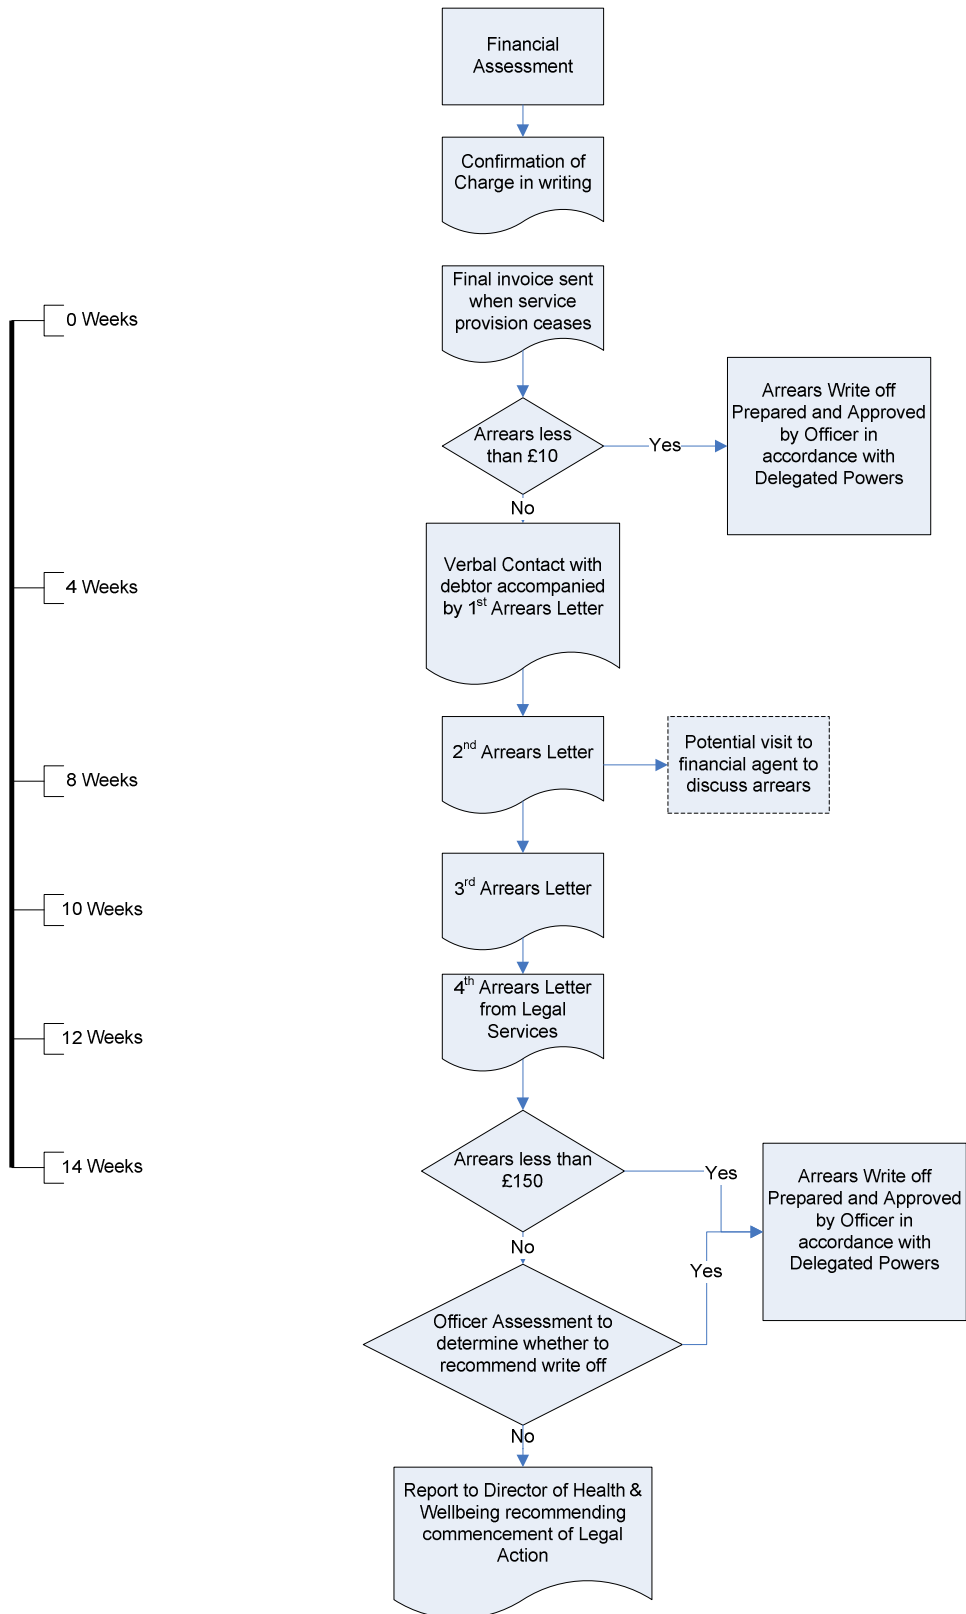 Financial
Assessment
Confirmation of
Charge in writing
Final invoice sent
when service
provision ceases
0 Weeks
Arrears less
than £10
Yes
Arrears Write off
Prepared and Approved
by Officer in
accordance with
Delegated Powers
No
Verbal Contact with
debtor accompanied
by 1st Arrears Letter
4 Weeks
2nd Arrears Letter
Potential visit to
financial agent to
discuss arrears
8 Weeks
3rd Arrears Letter
10 Weeks
4th Arrears Letter
from Legal
Services
12 Weeks
Arrears less than
£150
14 Weeks
Yes
Arrears Write off
Prepared and Approved
by Officer in
accordance with
Delegated Powers
No
Yes
Officer Assessment to
determine whether to
recommend write off
No
Report to Director of Health &
Wellbeing recommending
commencement of Legal
Action